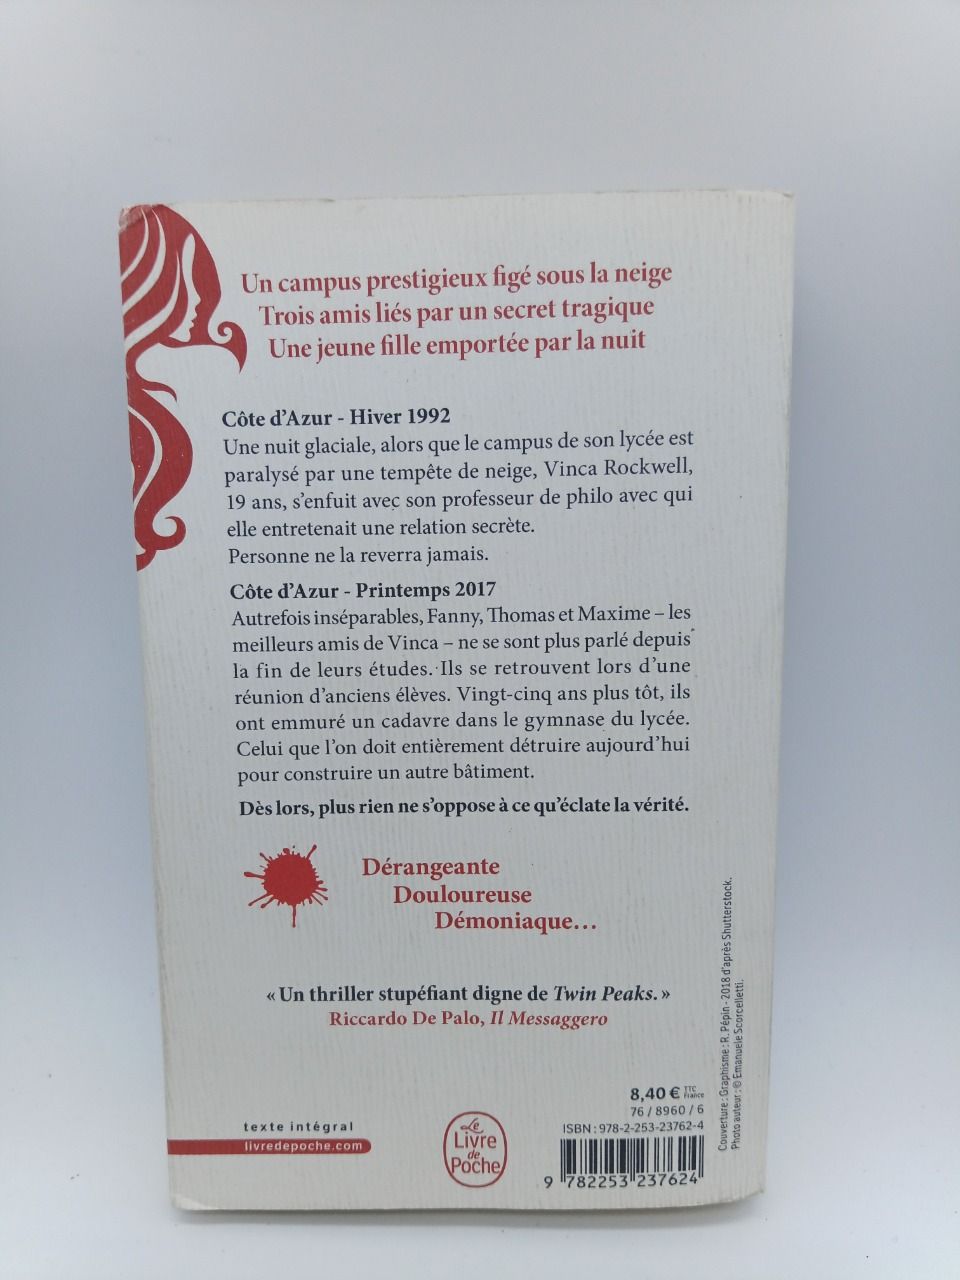 Un campus prestigieux figé sous la neige
Trois amis liés par un secret tragique
Une jeune fille emportée par la nuit
Côte d'Azur - Hiver 1992
Une nuit glaciale, alors que le campus de son lycée est
paralysé par une tempête de neige, Vinca Rockwell,
19 ans, s'enfuit avec son professeur de philo avec qui
elle entretenait une relation secrète.
Personne ne la reverra jamais.
Côte d'Azur - Printemps 2017
Autrefois inséparables, Fanny, Thomas et Maxime – les
meilleurs amis de Vinca – ne se sont plus parlé depuis
la fin de leurs études. Ils se retrouvent lors d'une
réunion d'anciens élèves. Vingt-cinq ans plus tôt, ils
ont emmuré un cadavre dans le gymnase du lycée.
Celui que l'on doit entièrement détruire aujourd'hui
pour construire un autre bâtiment.
Dès lors, plus rien ne s'oppose à ce qu'éclate la vérité.
Dérangeante
Douloureuse
Démoniaque...
« Un thriller stupéfiant digne de Twin Peaks. »
Riccardo De Palo, Il Messaggero
texte intégral
livredepoche.com
Le
Livre
de
Poche
8,40 € TTC
France
76 / 8960 / 6
ISBN : 978-2-253-23762-4
9 782253 237624
Couverture : Graphisme : R. Pépin - 2018 d'après Shutterstock.
Photo auteur : © Emanuele Scorcelletti.